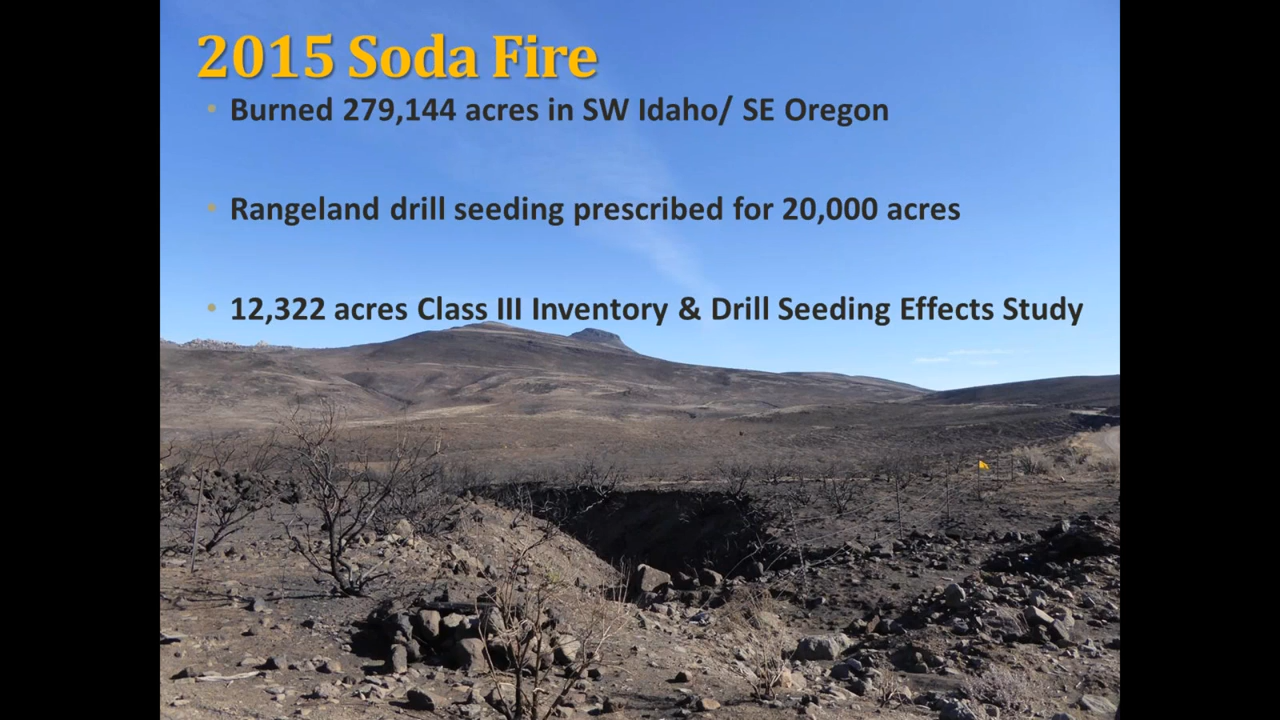 2015 Soda Fire
• Burned 279,144 acres in SW Idaho/ SE Oregon
• Rangeland drill seeding prescribed for 20,000 acres
• 12,322 acres Class III Inventory & Drill Seeding Effects Study